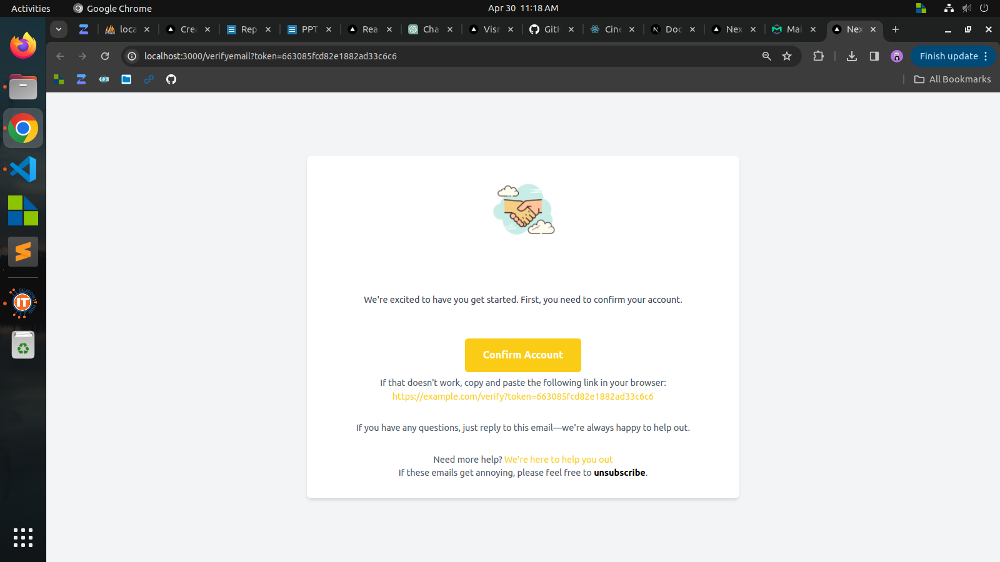 Activities
Google Chrome
Apr 30 11:18 AM
loca
Crea
Rep
PPT
Rea
Cha
Visr
GitH
Cine
Doc
Nex
Mai
Nex
localhost:3000/verifyemail?token=663085fcd82e1882ad33c6c6
Finish update
All Bookmarks
We're excited to have you get started. First, you need to confirm your account.
Confirm Account
If that doesn't work, copy and paste the following link in your browser:
https://example.com/verify?token=663085fcd82e1882ad33c6c6
If you have any questions, just reply to this email—we're always happy to help out.
Need more help? We're here to help you out
If these emails get annoying, please feel free to unsubscribe.
IT